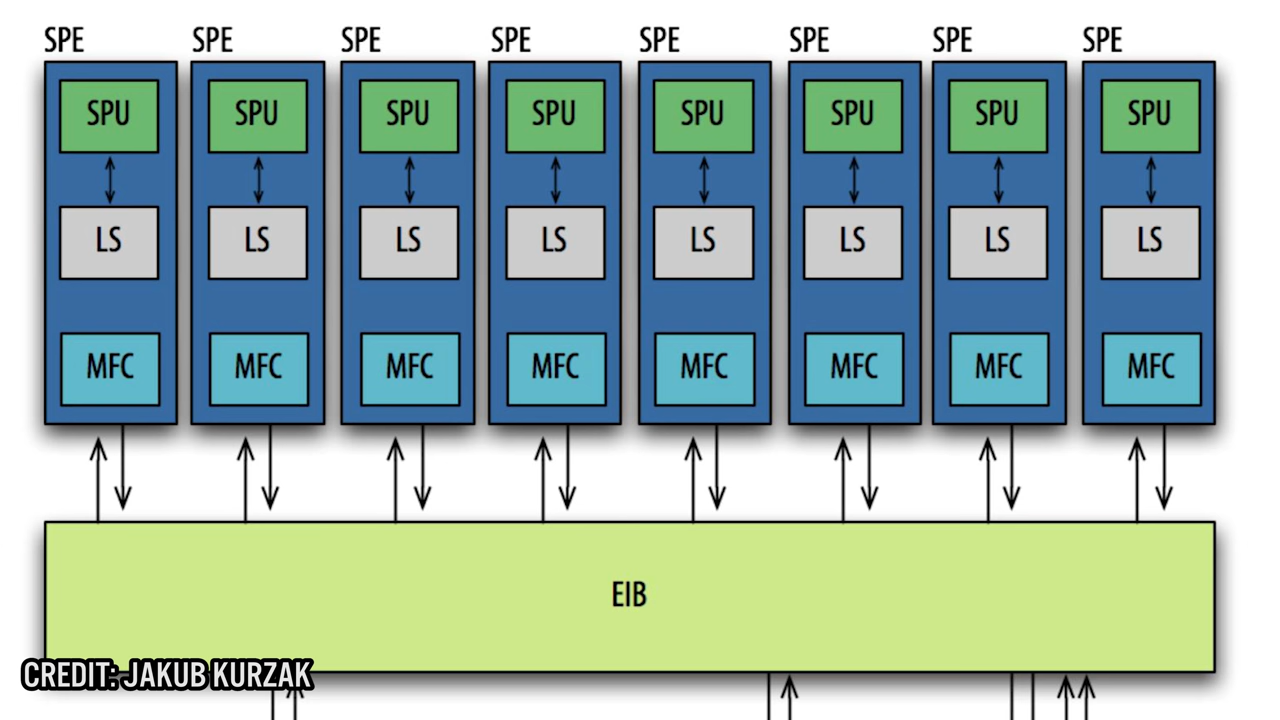 SPE SPE SPE SPE SPE SPE SPE SPE
SPU SPU SPU SPU SPU SPU SPU SPU
LS LS LS LS LS LS LS LS
MFC MFC MFC MFC MFC MFC MFC MFC
EIB
CREDIT: JAKUB KURZAK